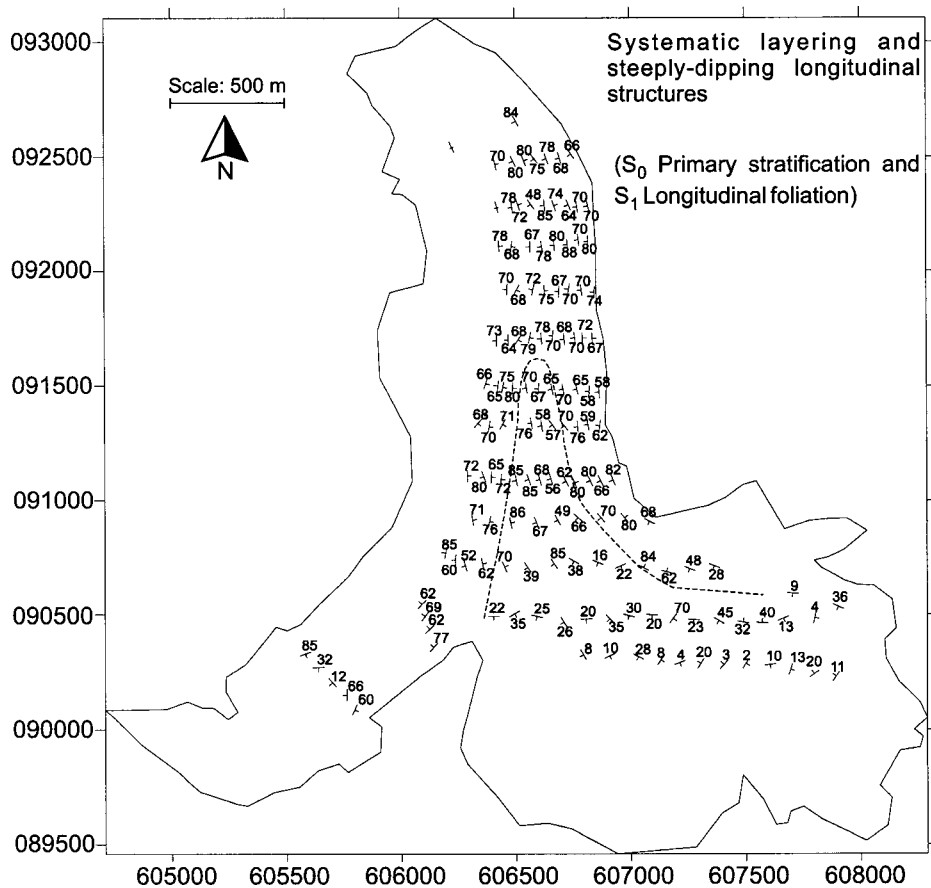 093000
092500
092000
091500
091000
090500
090000
089500
Systematic layering and
steeply-dipping longitudinal
structures
(S0 Primary stratification and
S1 Longitudinal foliation)
Scale: 500 m
N
84
70 80 78 66
80 75 68
78 48 74 70
72 85 64 70
78 67 80 70
68 78 88 80
70 72 67 70
68 75 70 74
73 68 78 68 72
64 79 70 70 67
66 75 70 65 65 58
65 80 67 70 58
68 71 58 70 59
70 76 57 76 62
72 65 85 68 62 80 82
80 72 85 56 80 66
71 86 49 70 68
76 67 66 80
85 52 70 85 16 84 48 9
60 62 39 38 22 62 28 36
62 22 25 20 30 70 45 40 4
69 35 26 35 20 23 32 13
62
77 8 10 28 8 4 20 3 2 10 13 20 11
85
32
12
66
60
605000 605500 606000 606500 607000 607500 608000